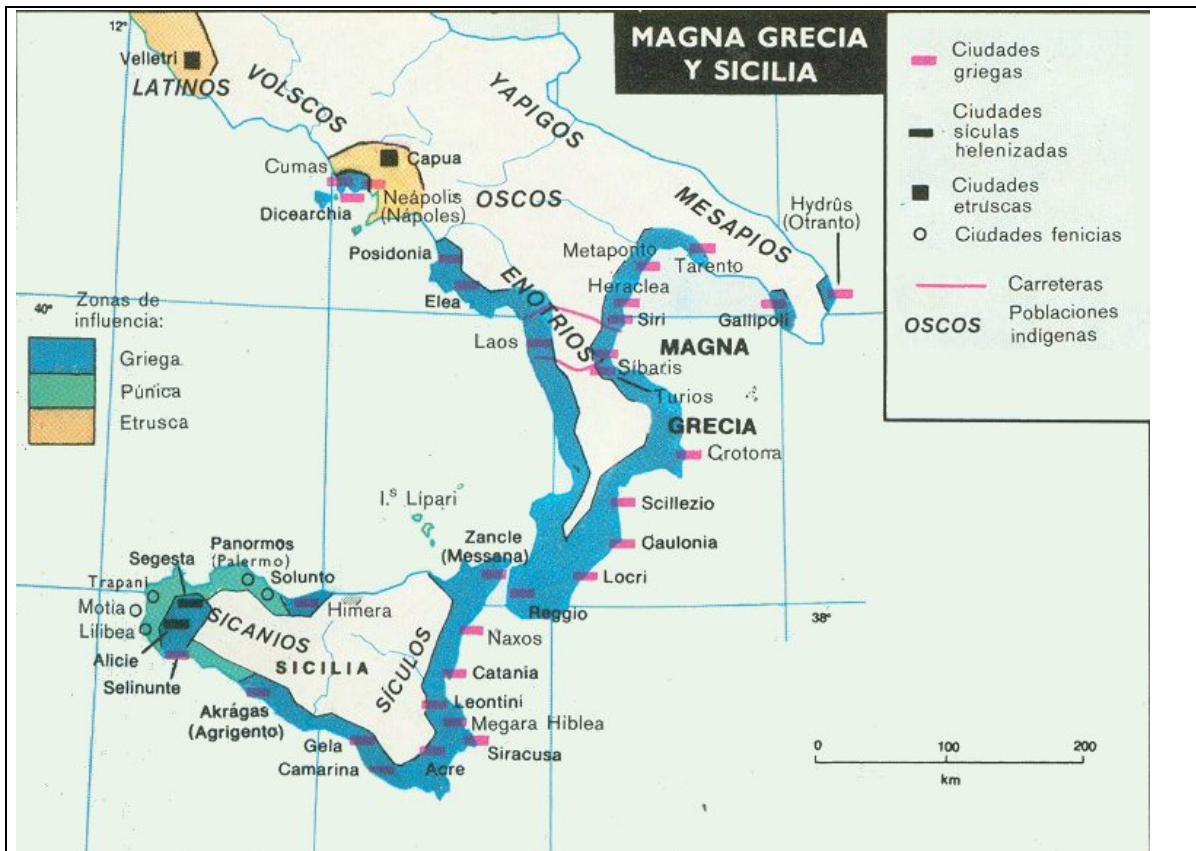 MAGNA GRECIA
Y SICILIA
Ciudades
griegas
Ciudades
sículas
helenizadas
Ciudades
etruscas
Ciudades fenicias
Carreteras
OSCOS
Poblaciones
indígenas
12°
Velletri
LATINOS
VOLSCOS
YAPIGOS
Cumas
Capua
Neápolis
(Nápoles)
Dicearchia
OSCOS
MESAPIOS
Hydrûs
(Otranto)
Posidonia
Metaponto
Tarento
Elea
ENOTRIOS
Heraclea
Siri
Gallipoli
40°
Zonas de
influencia:
Griega
Púnica
Etrusca
Laos
MAGNA
Síbaris
Turios
GRECIA
Crotona
I.s Lípari
Scillezio
Zancle
(Messana)
Caulonia
Locri
Reggio
38°
Segesta
Panormos
(Palermo)
Solunto
Trapani
Motia
Lilibea
Himera
SICANIOS
SICILIA
SÍCULOS
Naxos
Alicie
Selinunte
Catania
Leontini
Akrágas
(Agrigento)
Megara Hiblea
Gela
Siracusa
Camarina
Acre
0 100 200
km